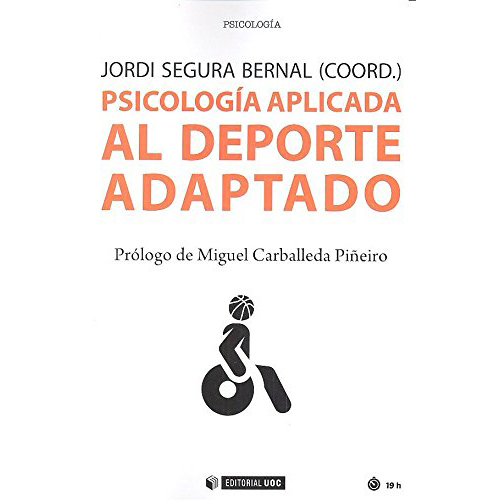 PSICOLOGÍA
JORDI SEGURA BERNAL (COORD.)
PSICOLOGÍA APLICADA
AL DEPORTE
ADAPTADO
Prólogo de Miguel Carballeda Piñeiro
EDITORIAL UOC
19 h